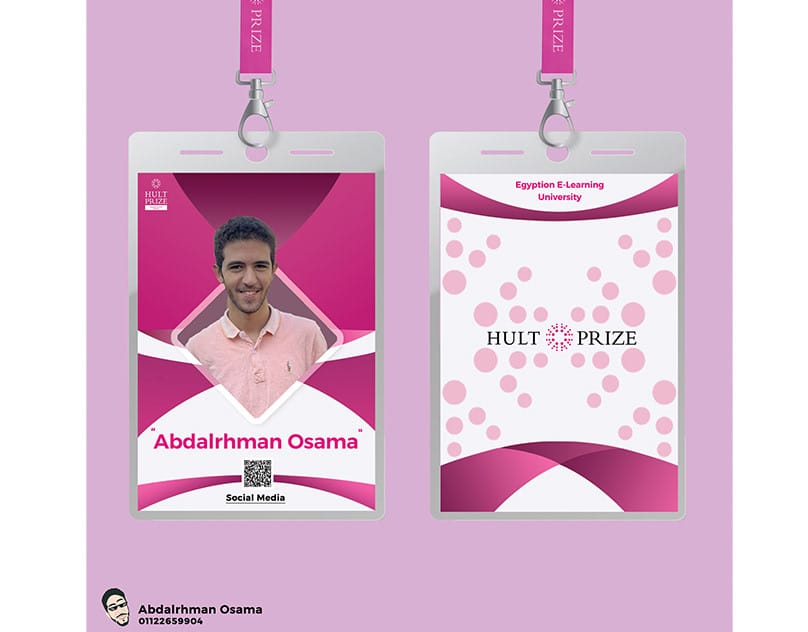 PRIZE
PRIZE
HULT
PRIZE
"Abdalrhman Osama"
Social Media
Egyption E-Learning
University
HULT PRIZE
Abdalrhman Osama
01122659904